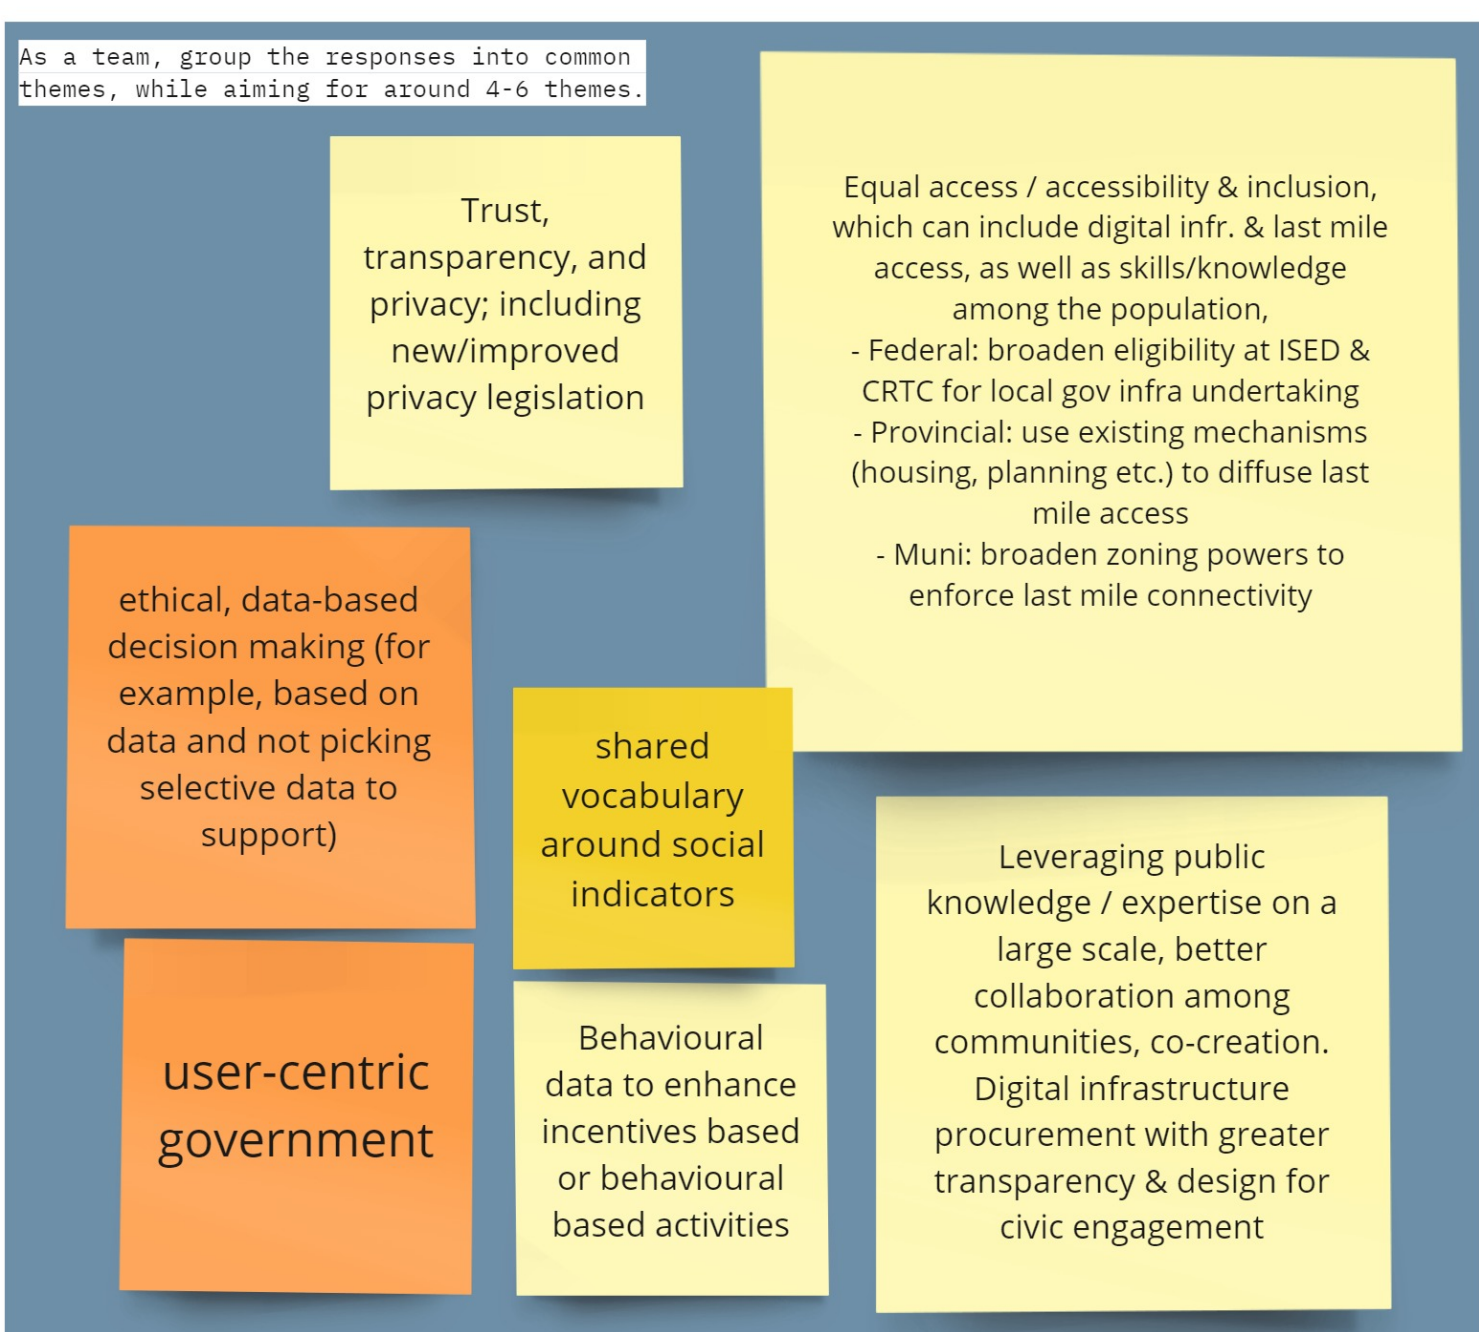 As a team, group the responses into common
themes, while aiming for around 4-6 themes.
Trust,
transparency, and
privacy; including
new/improved
privacy legislation
Equal access / accessibility & inclusion,
which can include digital infr. & last mile
access, as well as skills/knowledge
among the population,
- Federal: broaden eligibility at ISED &
CRTC for local gov infra undertaking
- Provincial: use existing mechanisms
(housing, planning etc.) to diffuse last
mile access
- Muni: broaden zoning powers to
enforce last mile connectivity
ethical, data-based
decision making (for
example, based on
data and not picking
selective data to
support)
shared
vocabulary
around social
indicators
Leveraging public
knowledge / expertise on a
large scale, better
collaboration among
communities, co-creation.
Digital infrastructure
procurement with greater
transparency & design for
civic engagement
user-centric
government
Behavioural
data to enhance
incentives based
or behavioural
based activities